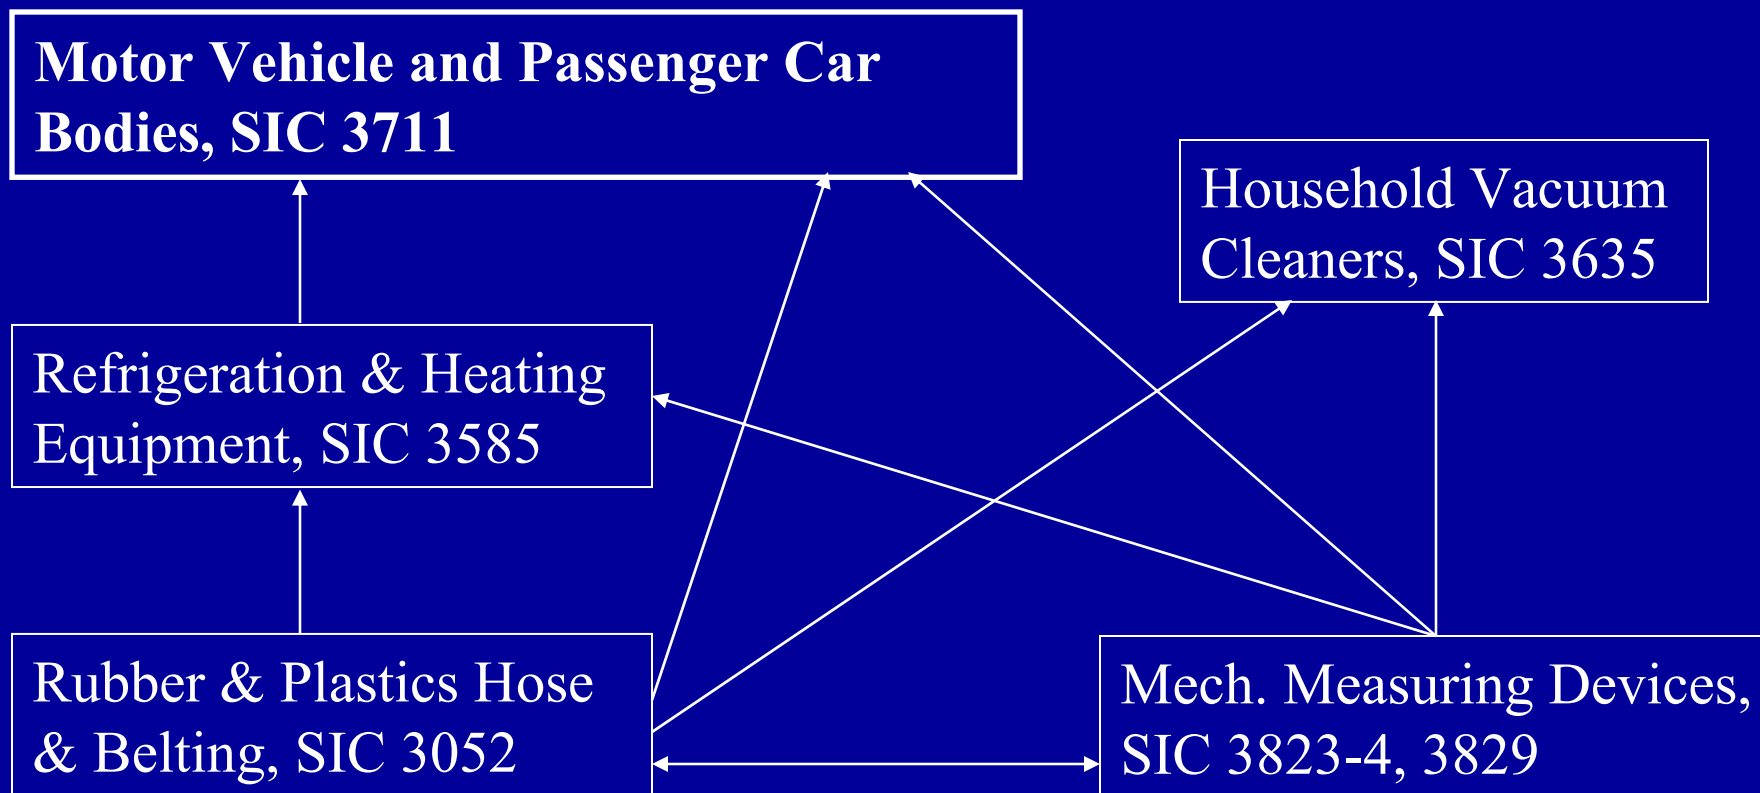 Motor Vehicle and Passenger Car
Bodies, SIC 3711
Household Vacuum
Cleaners, SIC 3635
Refrigeration & Heating
Equipment, SIC 3585
Rubber & Plastics Hose
& Belting, SIC 3052
Mech. Measuring Devices,
SIC 3823-4, 3829